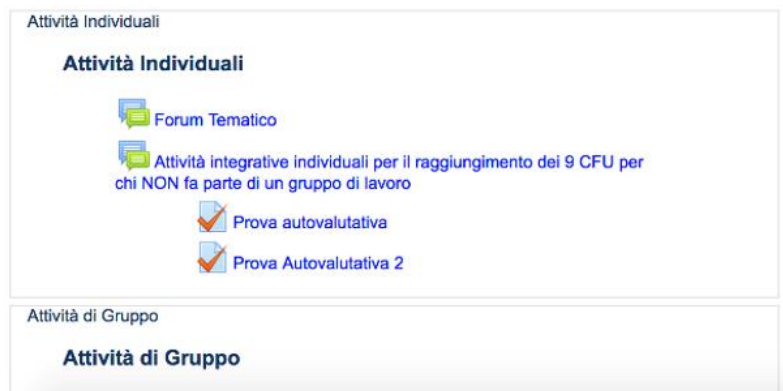 Attività Individuali
Attività Individuali
Forum Tematico
Attività integrative individuali per il raggiungimento dei 9 CFU per
chi NON fa parte di un gruppo di lavoro
Prova autovalutativa
Prova Autovalutativa 2
Attività di Gruppo
Attività di Gruppo